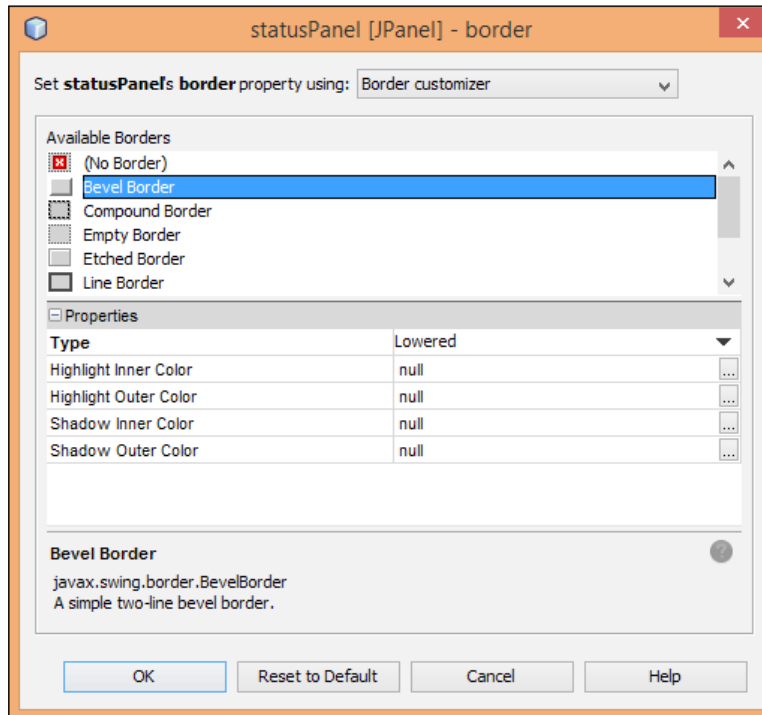 statusPanel [JPanel] - border
Set statusPanel's border property using: Border customizer
Available Borders
(No Border)
Bevel Border
Compound Border
Empty Border
Etched Border
Line Border
Properties
Type Lowered
Highlight Inner Color null ...
Highlight Outer Color null ...
Shadow Inner Color null ...
Shadow Outer Color null ...
Bevel Border
javax.swing.border.BevelBorder
A simple two-line bevel border.
OK Reset to Default Cancel Help